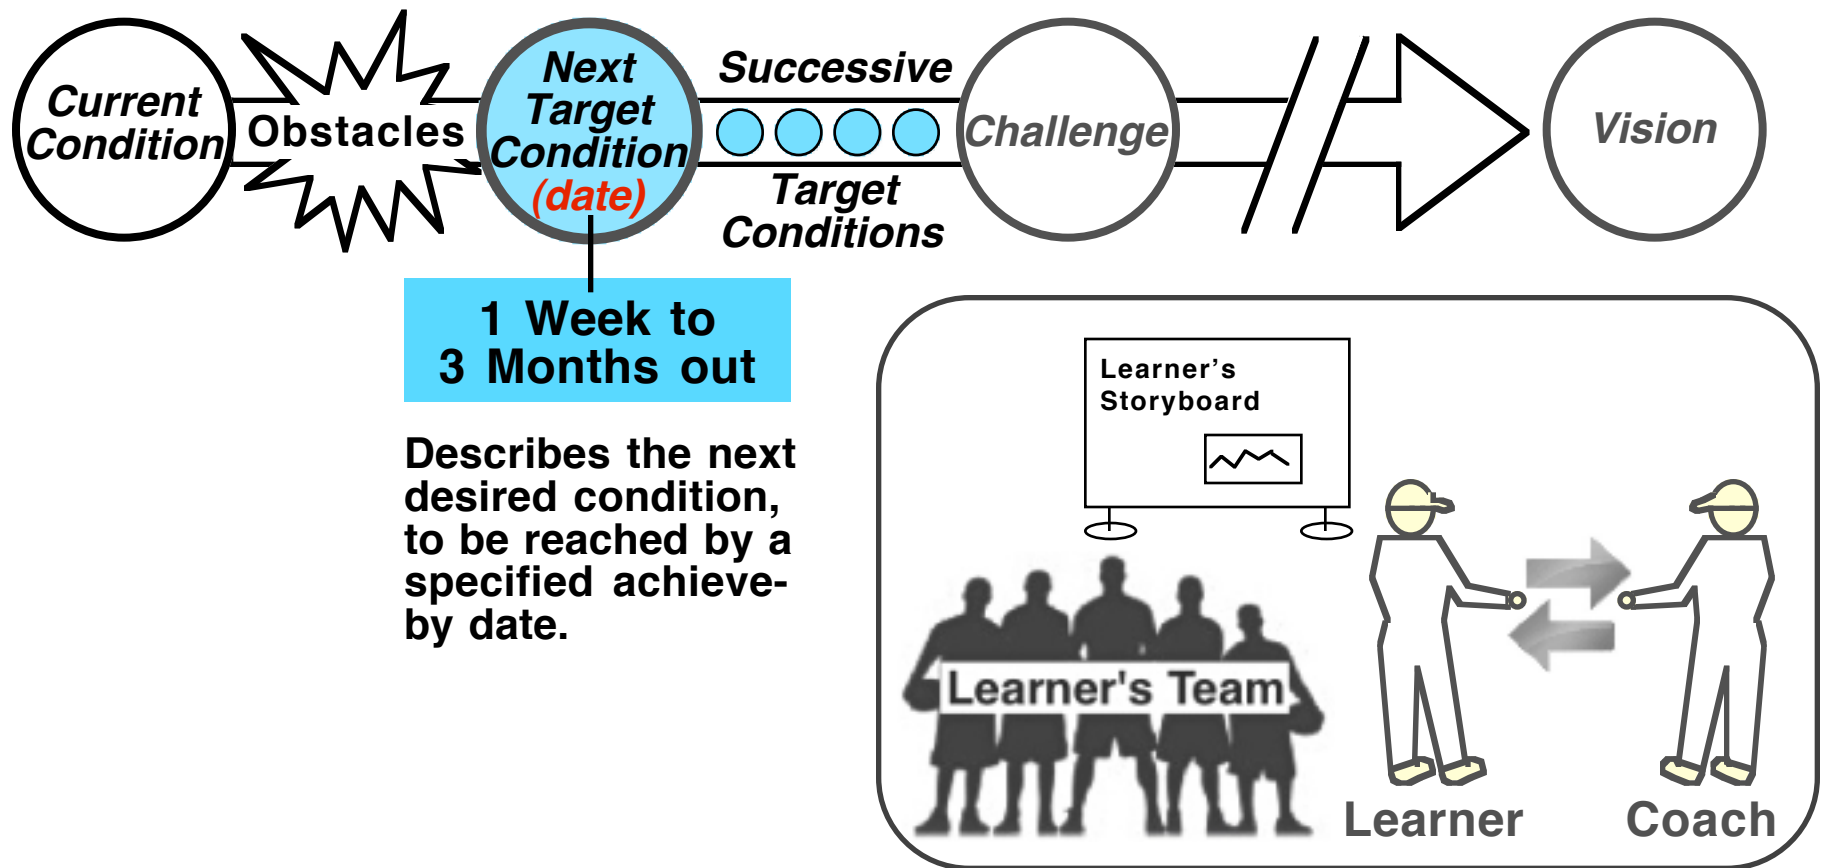 Current
Condition
Obstacles
Next
Target
Condition
(date)
Successive
Target
Conditions
Challenge
Vision
1 Week to
3 Months out
Describes the next
desired condition,
to be reached by a
specified achieve-
by date.
Learner's
Storyboard
Learner's Team
Learner
Coach